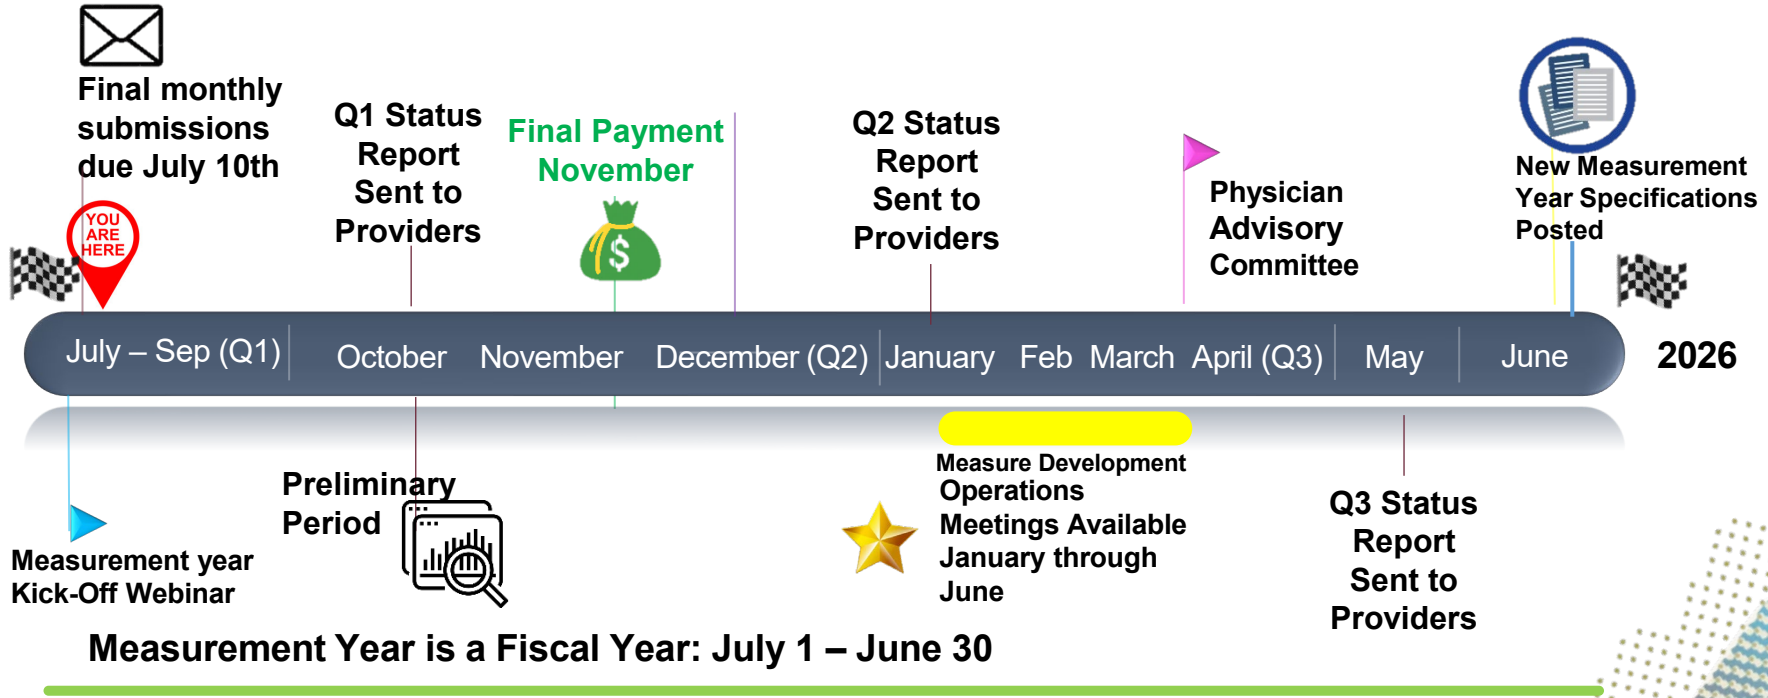 Final monthly
submissions
due July 10th
YOU
ARE
HERE
Q1 Status
Report
Sent to
Providers
Final Payment
November
$
Q2 Status
Report
Sent to
Providers
Physician
Advisory
Committee
New Measurement
Year Specifications
Posted
July – Sep (Q1)
October
November
December (Q2)
January
Feb
March
April (Q3)
May
June
2026
Measurement year
Kick-Off Webinar
Preliminary
Period
Measure Development
Operations
Meetings Available
January through
June
Q3 Status
Report
Sent to
Providers
Measurement Year is a Fiscal Year: July 1 – June 30